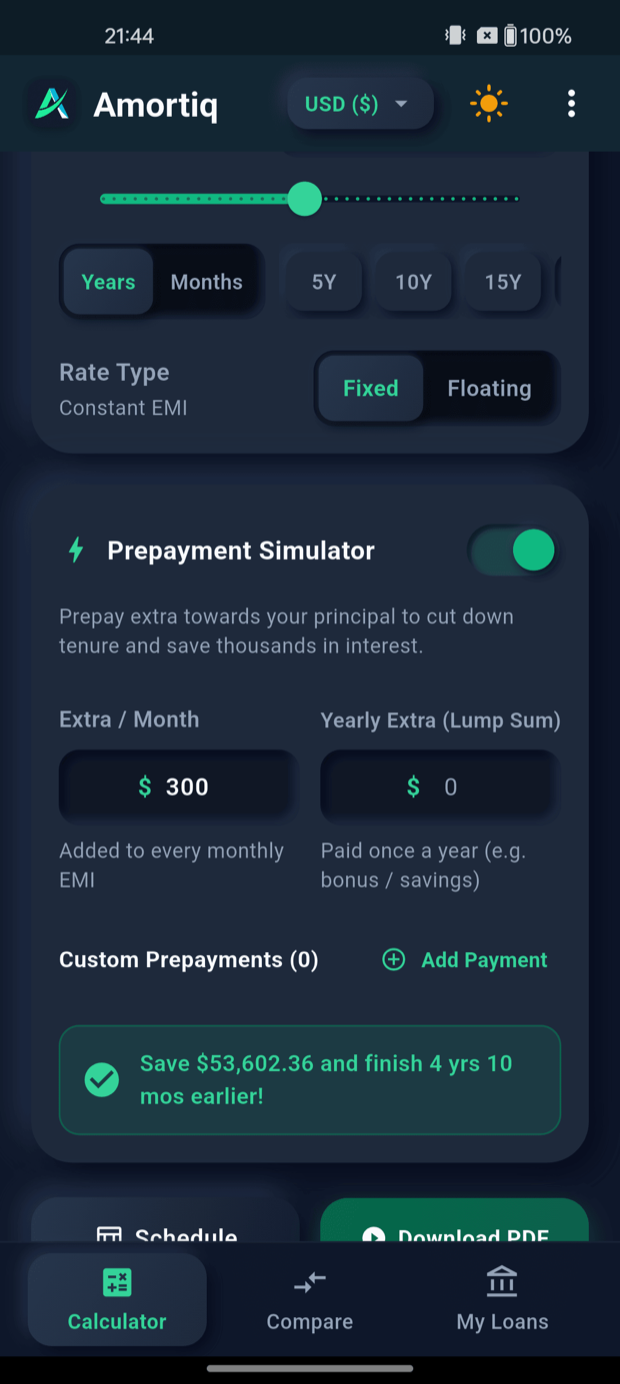 21:44
100%
Amortiq
USD ($)
Years Months 5Y 10Y 15Y
Rate Type
Constant EMI
Fixed Floating
Prepayment Simulator
Prepay extra towards your principal to cut down
tenure and save thousands in interest.
Extra / Month
Yearly Extra (Lump Sum)
$ 300
$ 0
Added to every monthly
EMI
Paid once a year (e.g.
bonus / savings)
Custom Prepayments (0)
Add Payment
Save $53,602.36 and finish 4 yrs 10
mos earlier!
Schedule
Download PDF
Calculator
Compare
My Loans